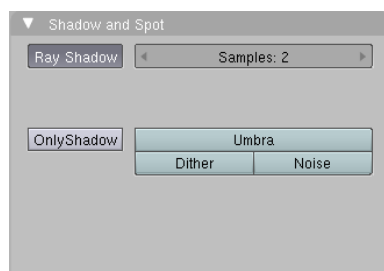 Shadow and Spot
Ray Shadow Samples: 2
OnlyShadow Umbra
Dither Noise